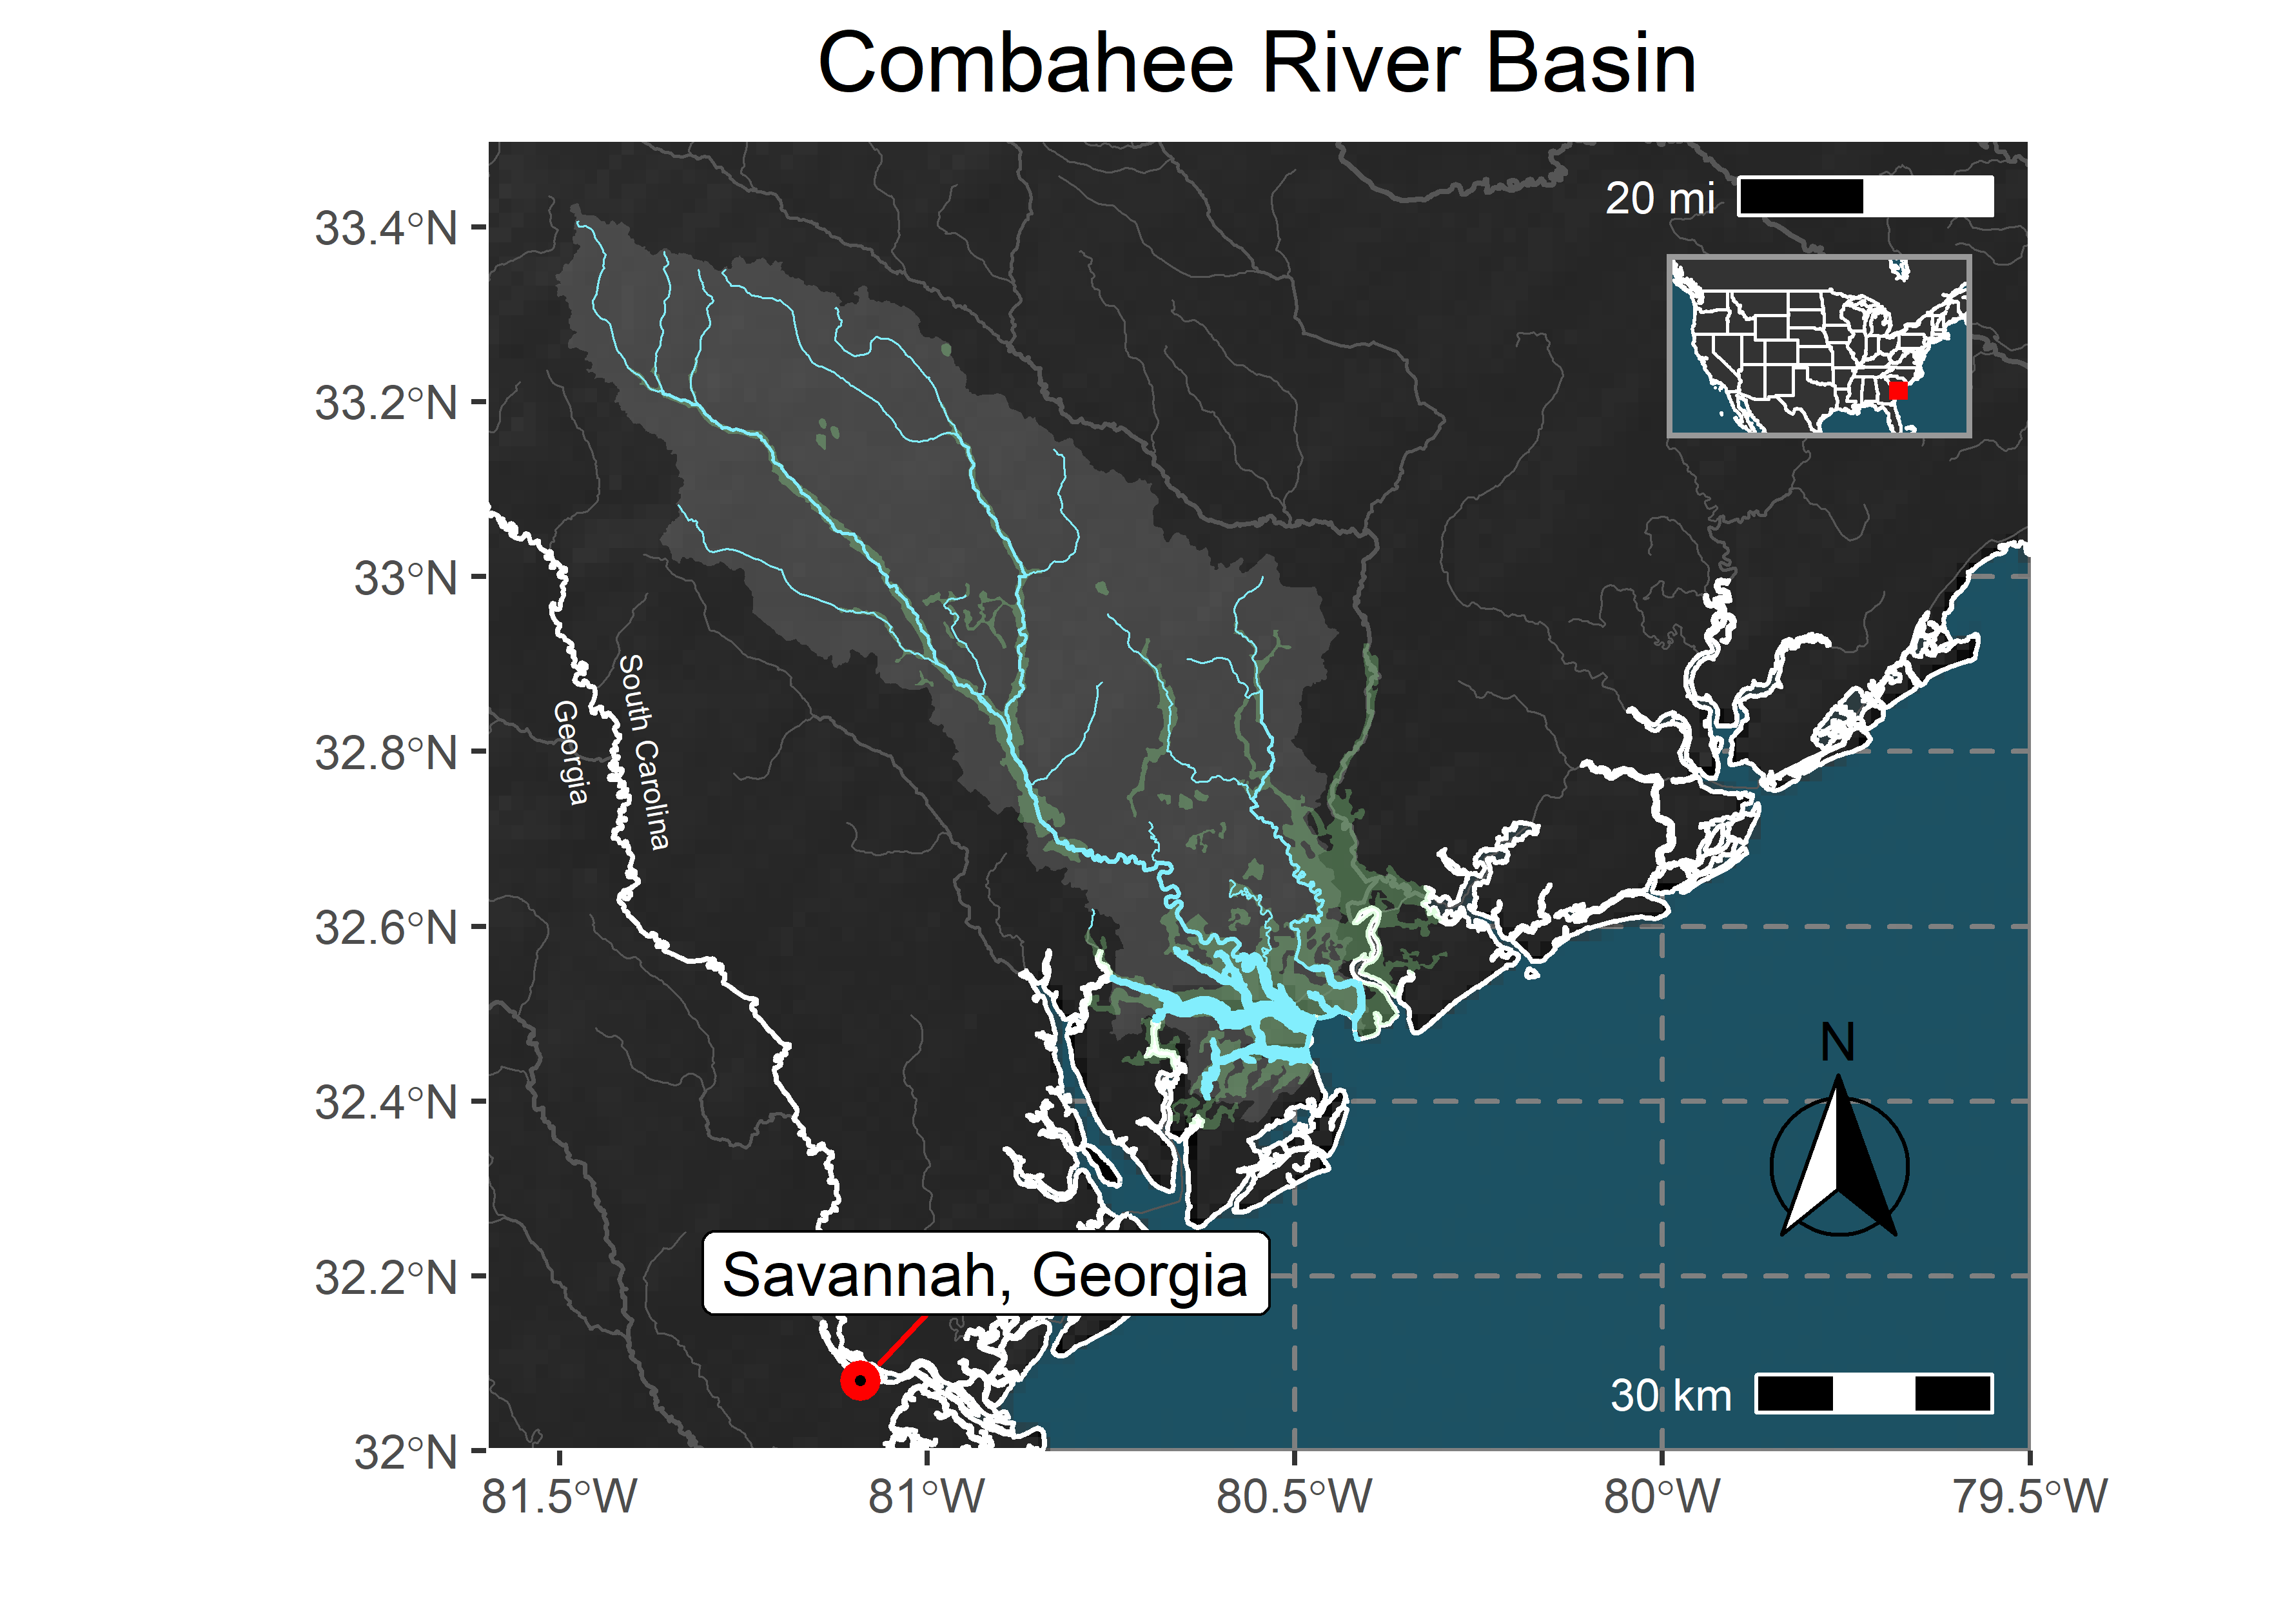 Combahee River Basin
20 mi
33.4°N
33.2°N
33°N
32.8°N
32.6°N
32.4°N
32.2°N
32°N
South Carolina
Georgia
N
Savannah, Georgia
30 km
81.5°W
81°W
80.5°W
80°W
79.5°W